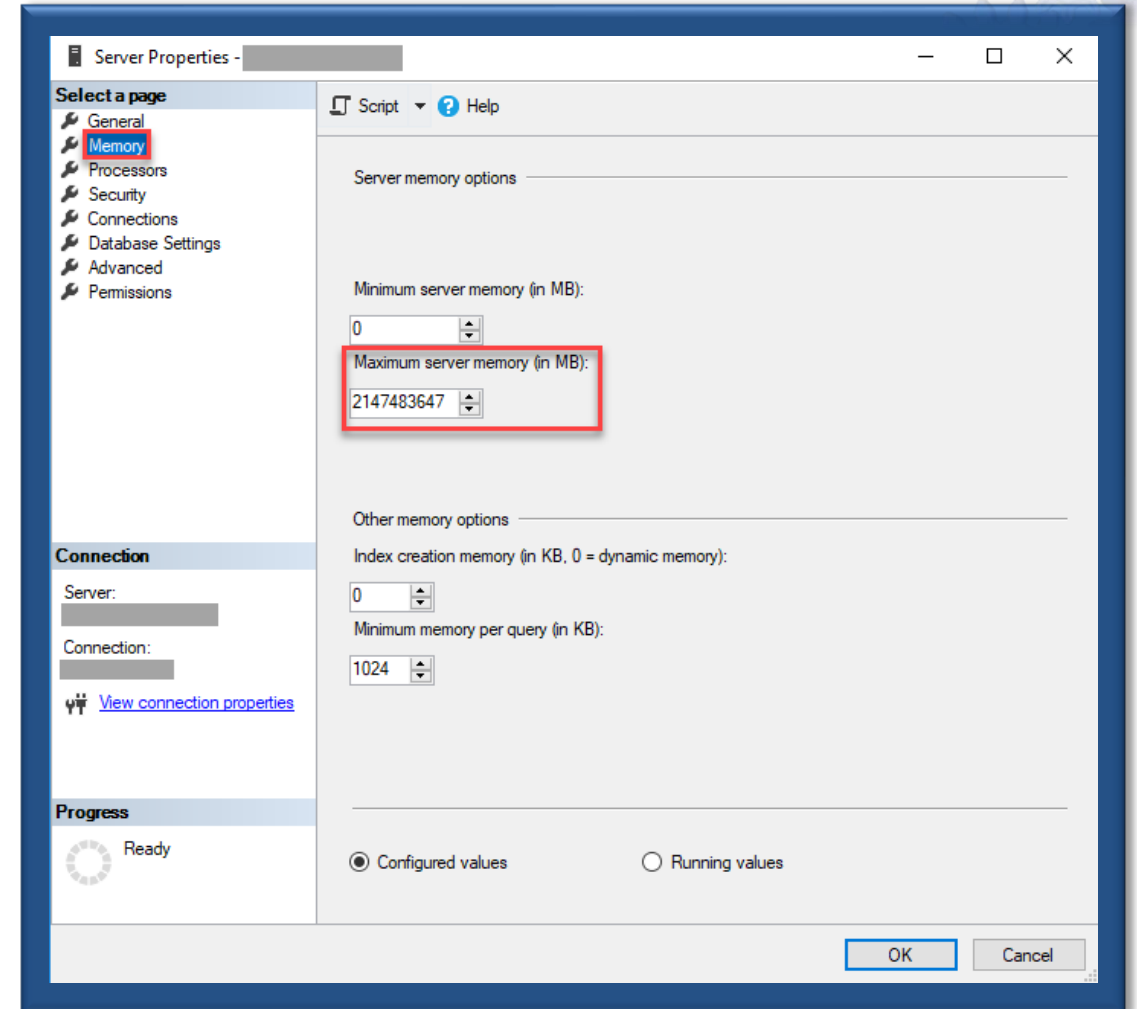 Server Properties -
Select a page
General
Memory
Processors
Security
Connections
Database Settings
Advanced
Permissions
Connection
Server:
Connection:
View connection properties
Progress
Ready
Script
Help
Server memory options
Minimum server memory (in MB):
0
Maximum server memory (in MB):
2147483647
Other memory options
Index creation memory (in KB, 0 = dynamic memory):
0
Minimum memory per query (in KB):
1024
Configured values
Running values
OK
Cancel